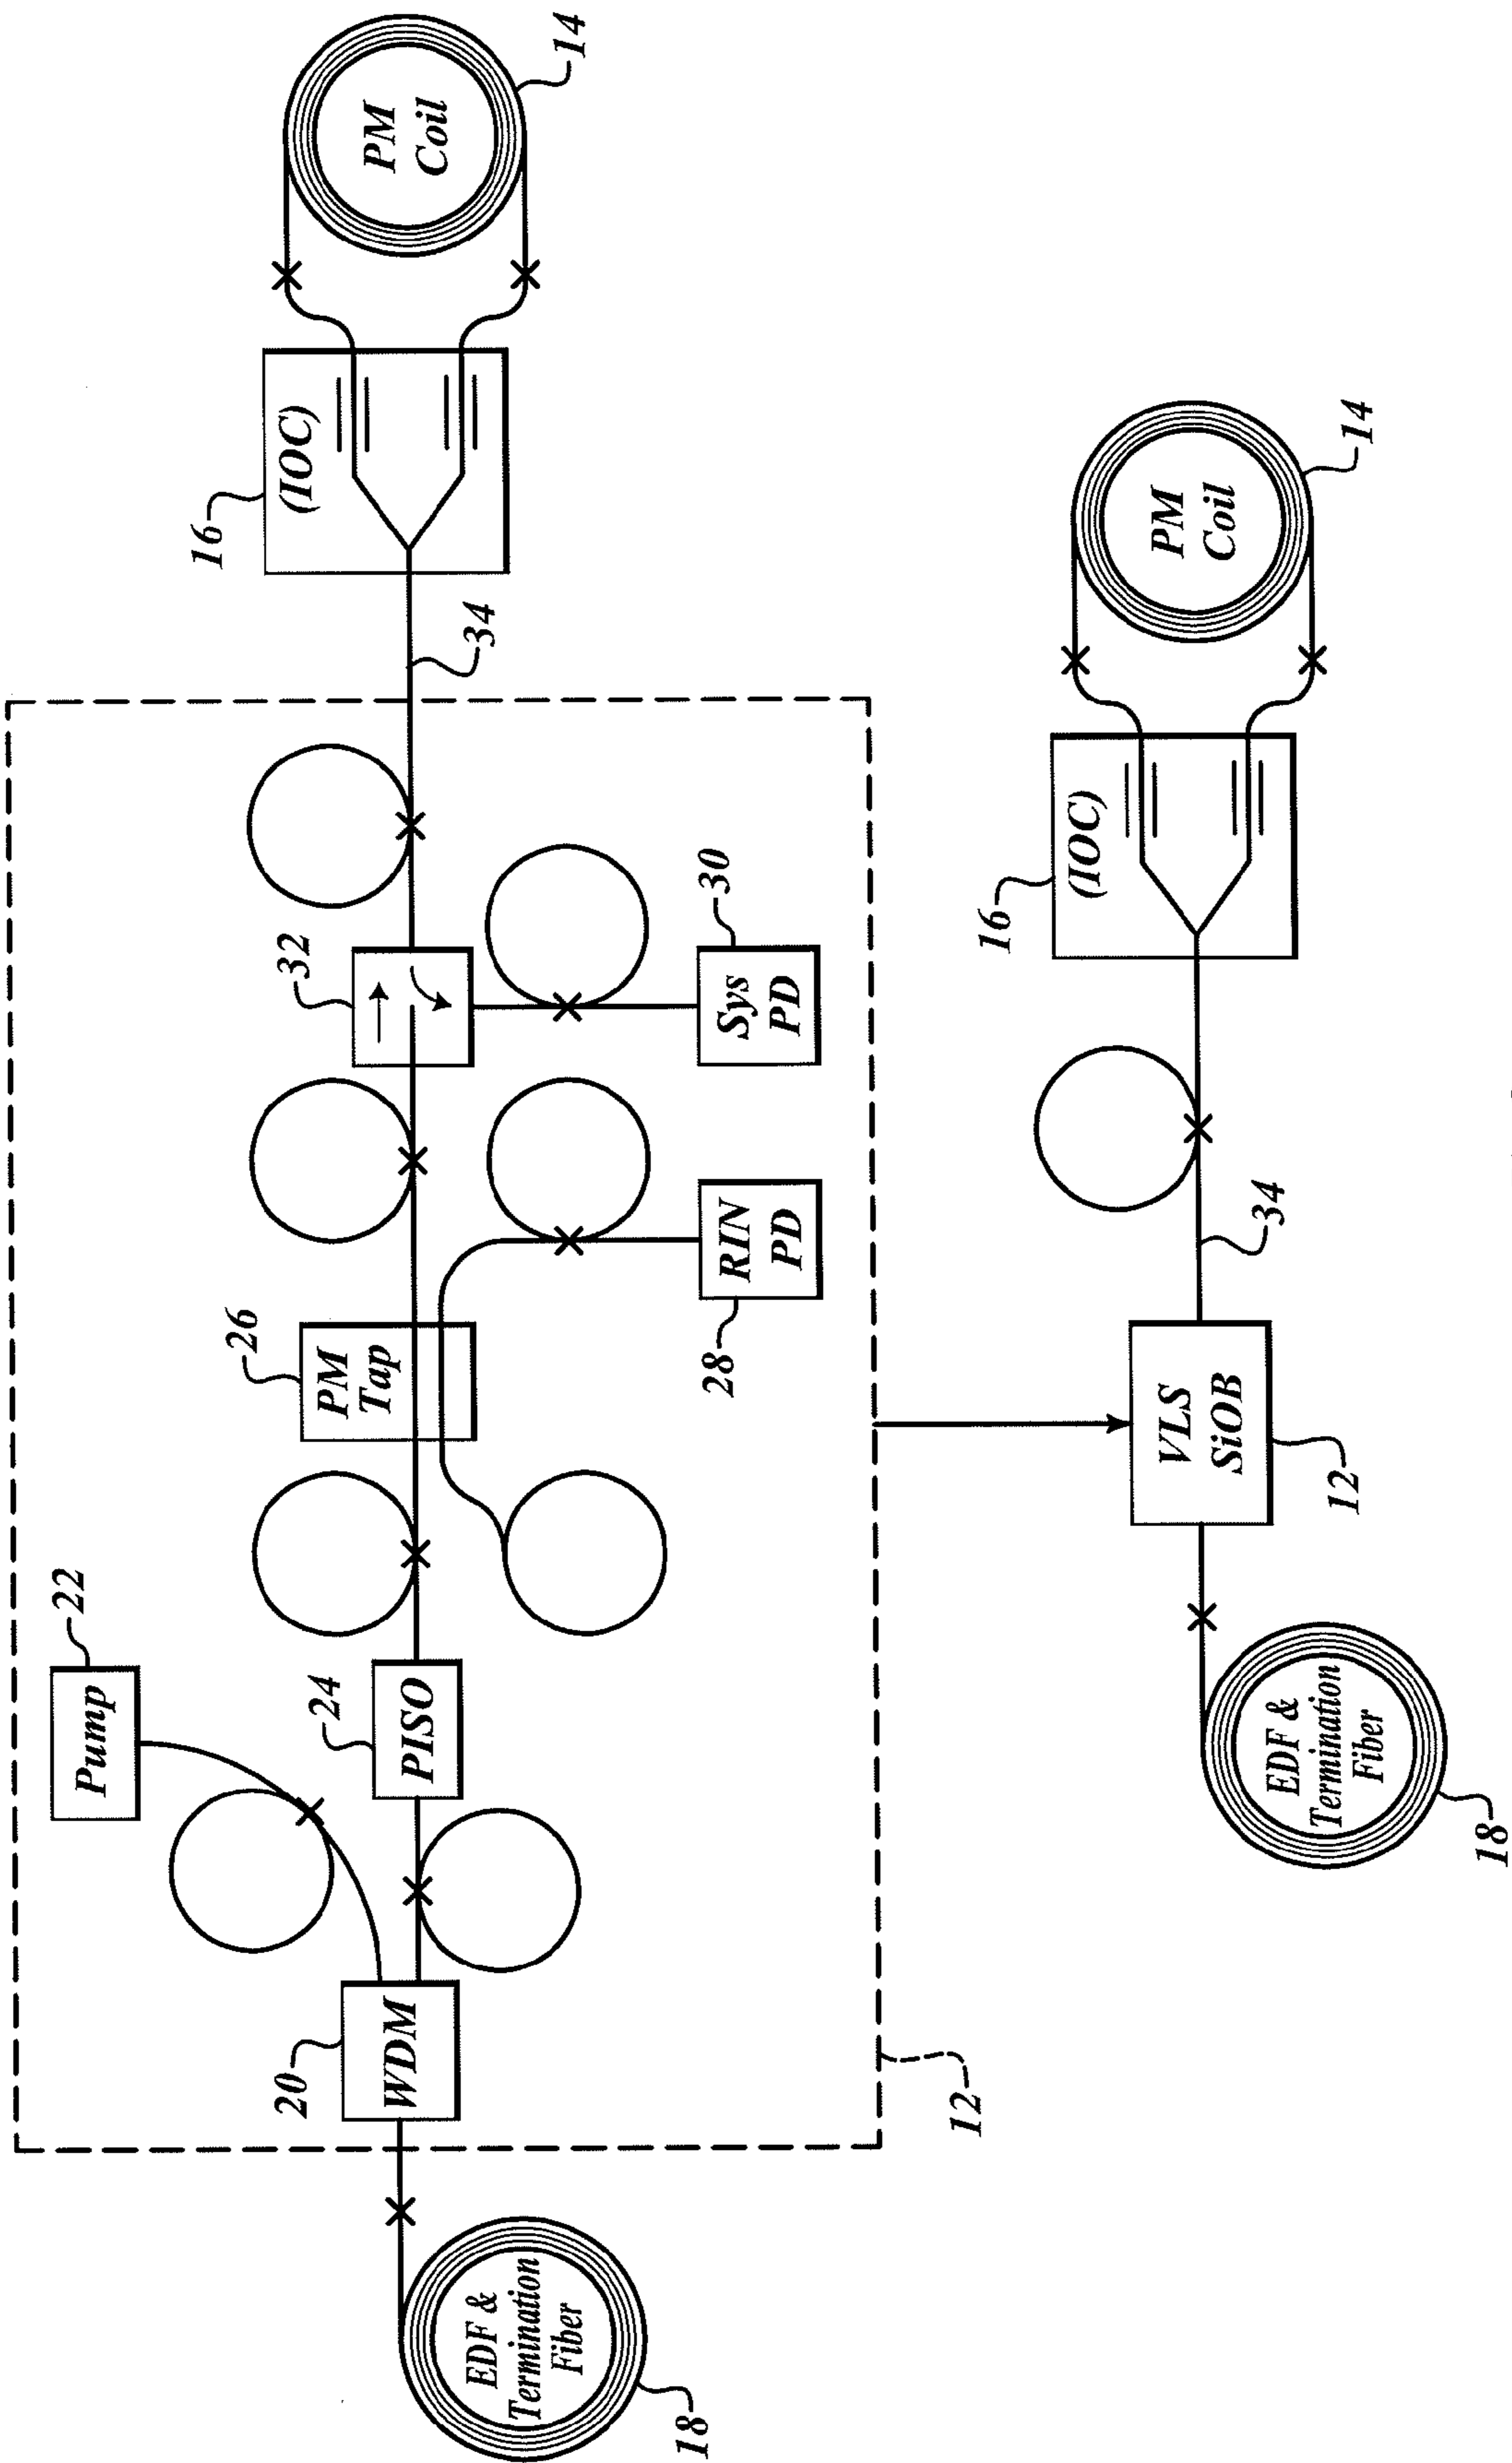 22
Pump
20
WDM
24
PISO
26
PM
Tap
28
RIN
PD
32
30
Sys
PD
34
16
(IOC)
PM
Coil
14
EDF &
Termination
Fiber
18
12
EDF &
Termination
Fiber
18
VLS
SiOB
12
34
16
(IOC)
PM
Coil
14